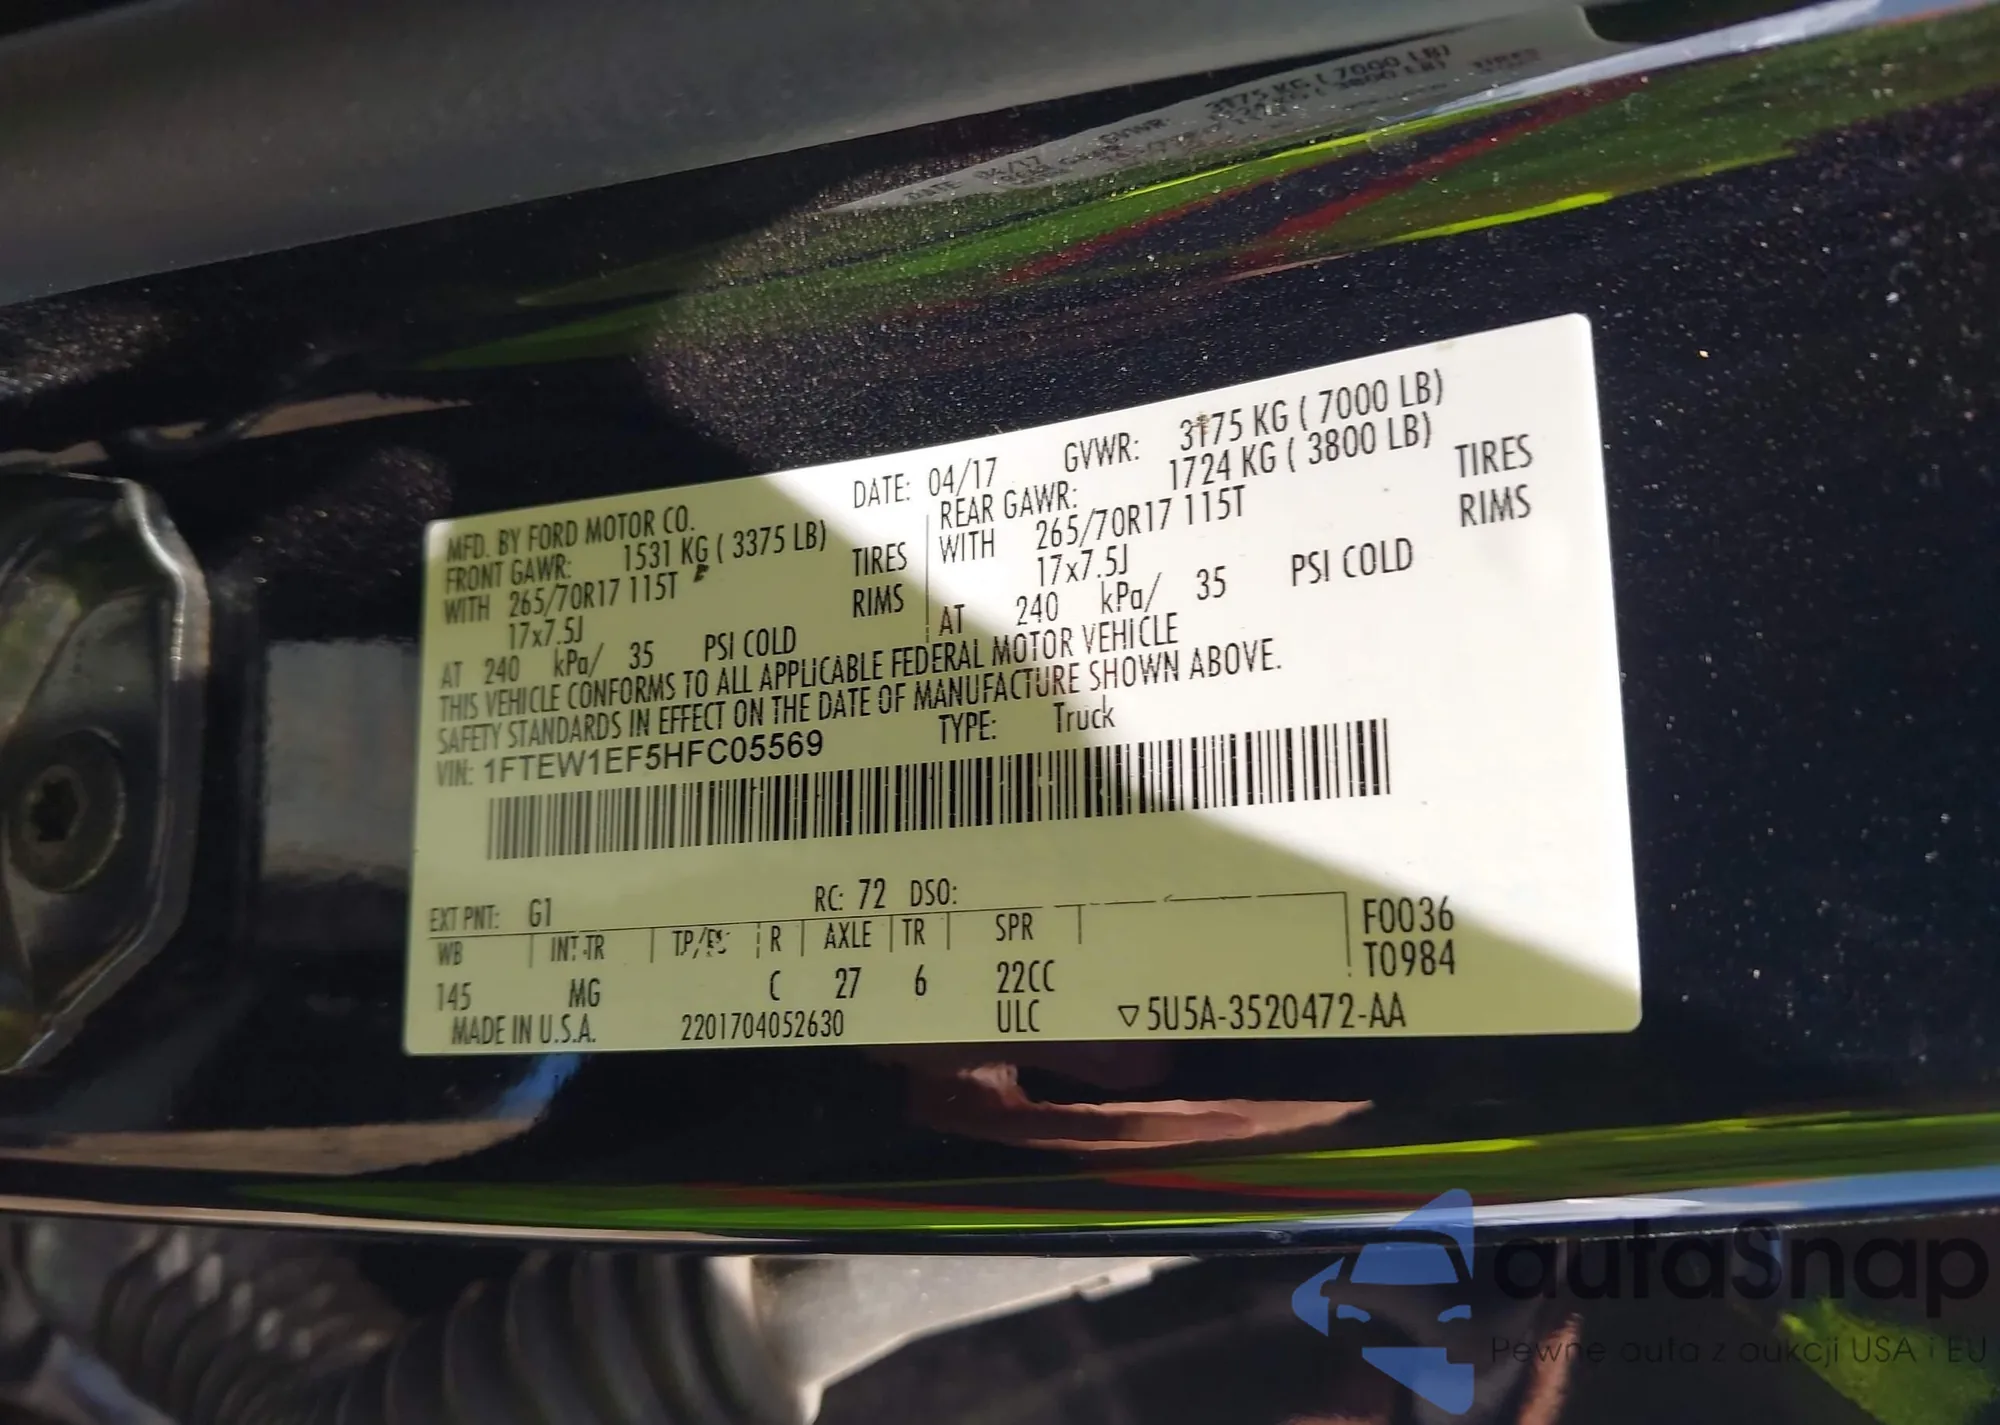 MFD. BY FORD MOTOR CO.
DATE: 04/17
GVWR: 3175 KG ( 7000 LB)
FRONT GAWR: 1531 KG ( 3375 LB)
WITH 265/70R17 115T TIRES
17x7.5J RIMS
AT 240 kPa/ 35 PSI COLD
REAR GAWR: 1724 KG ( 3800 LB)
WITH 265/70R17 115T TIRES
17x7.5J RIMS
AT 240 kPa/ 35 PSI COLD
THIS VEHICLE CONFORMS TO ALL APPLICABLE FEDERAL MOTOR VEHICLE
SAFETY STANDARDS IN EFFECT ON THE DATE OF MANUFACTURE SHOWN ABOVE.
VIN: 1FTEW1EF5HFC05569
TYPE: Truck
EXT PNT: G1 RC: 72 DSO:
WB INT TR TP/PS R AXLE TR SPR
F0036
T0984
145 MG C 27 6 22CC
MADE IN U.S.A. 2201704052630 ULC ▽5U5A-3520472-AA
autaSnap
Pewne auta z aukcji USA i EU